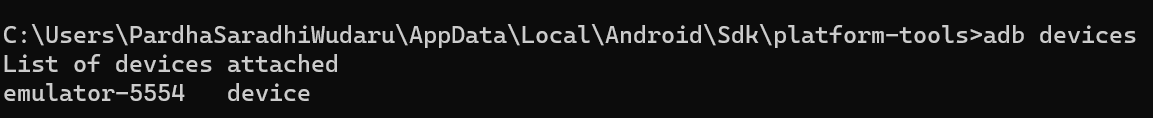 C:\Users\PardhaSaradhiWudaru\AppData\Local\Android\Sdk\platform-tools>adb devices
List of devices attached
emulator-5554   device